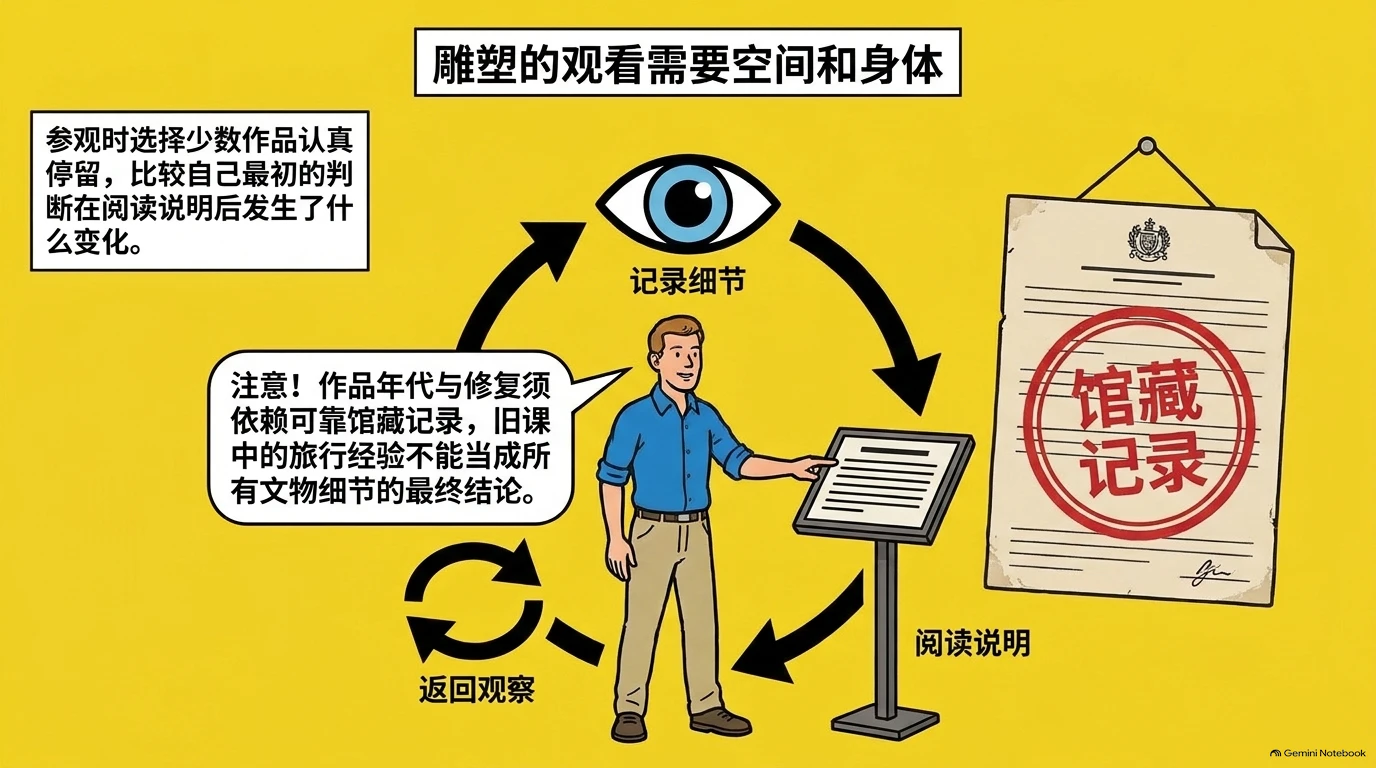 雕塑的观看需要空间和身体
参观时选择少数作品认真
停留，比较自己最初的判
断在阅读说明后发生了什
么变化。
记录细节
注意！作品年代与修复须
依赖可靠馆藏记录，旧课
中的旅行经验不能当成所
有文物细节的最终结论。
馆藏
记录
阅读说明
返回观察
Gemini Notebook